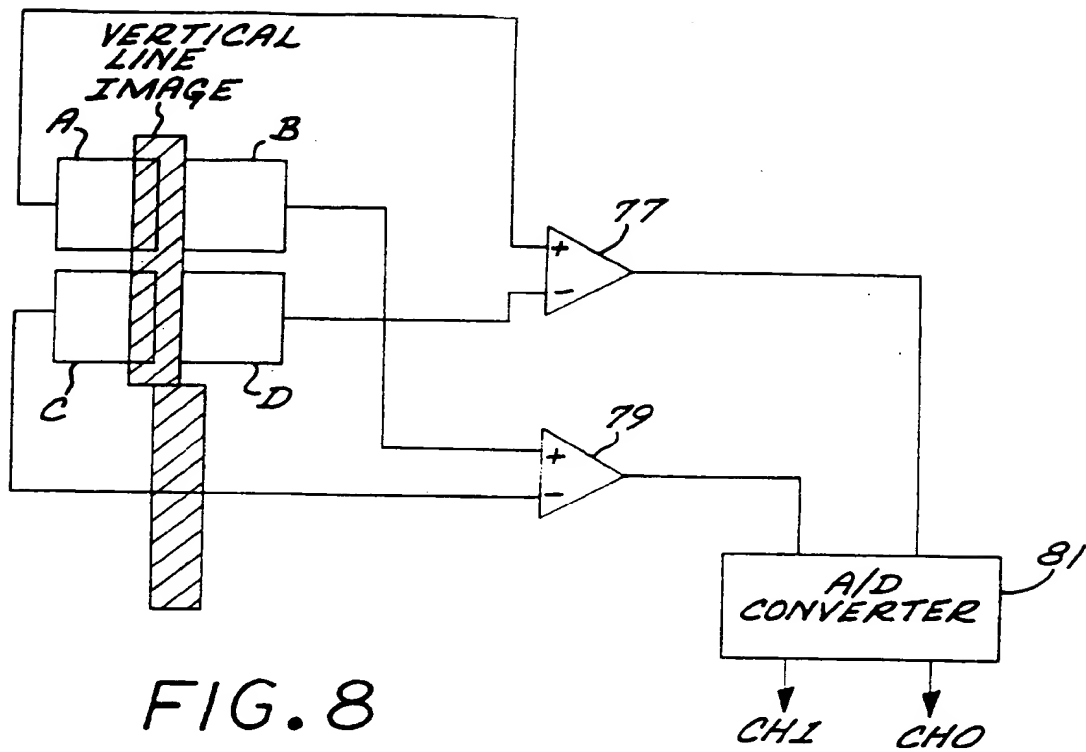 VERTICAL
LINE
IMAGE
A
B
77
+
-
C
D
79
+
-
81
A/D
CONVERTER
FIG. 8
CH1
CH0